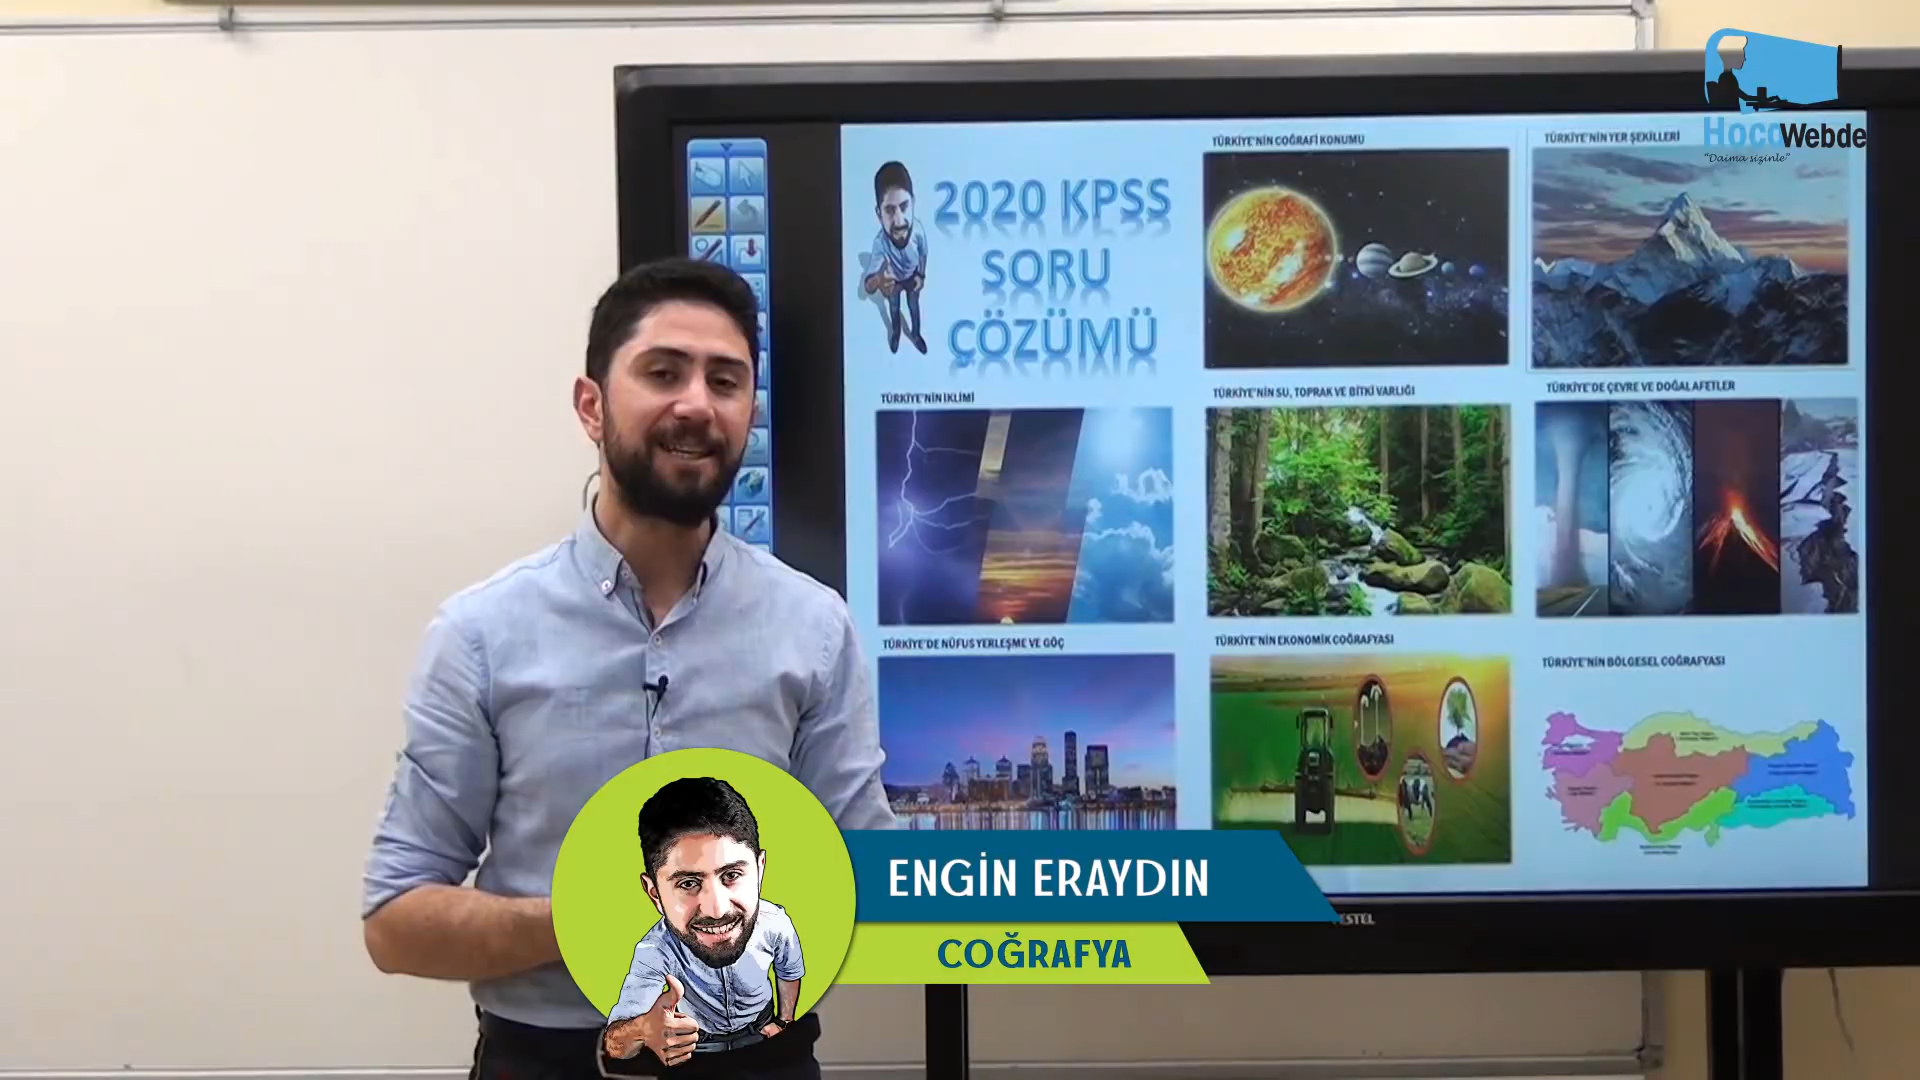 HocaWebde
"Daima sizinle"
2020 KPSS
SORU
ÇÖZÜMÜ
TÜRKİYE'NİN COĞRAFİ KONUMU
TÜRKİYE'NİN YER ŞEKİLLERİ
TÜRKİYE'NİN İKLİMİ
TÜRKİYE'NİN SU, TOPRAK VE BİTKİ VARLIĞI
TÜRKİYE'DE ÇEVRE VE DOĞAL AFETLER
TÜRKİYE'DE NÜFUS YERLEŞME VE GÖÇ
TÜRKİYE'NİN EKONOMİK COĞRAFYASI
TÜRKİYE'NİN BÖLGESEL COĞRAFYASI
ENGİN ERAYDIN
COĞRAFYA
ESTEL